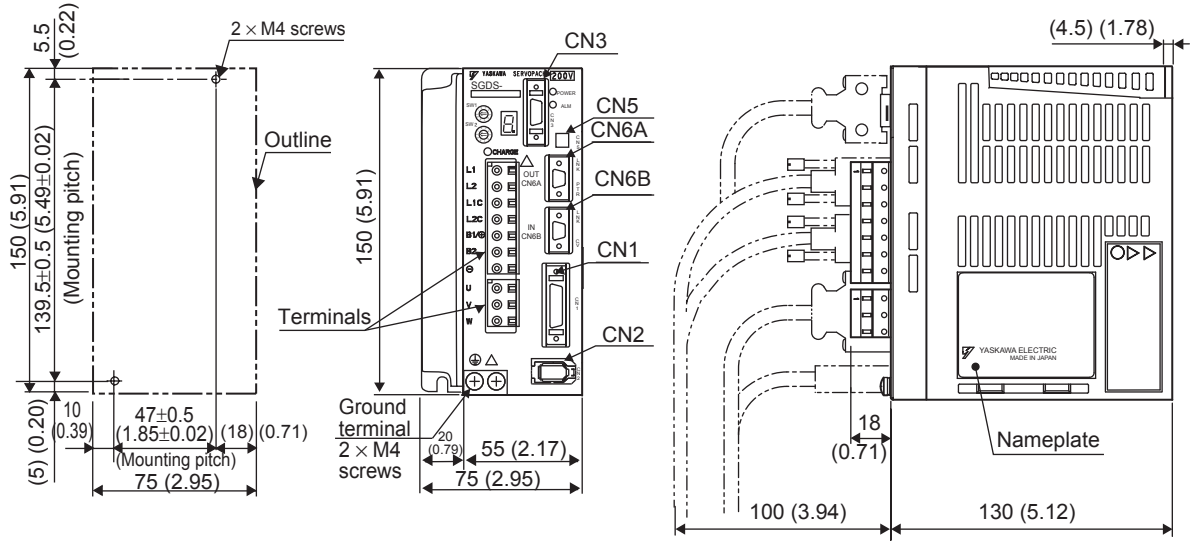 5.5
(0.22)
2 × M4 screws
Outline
150 (5.91)
139.5±0.5 (5.49±0.02)
(Mounting pitch)
(5) (0.20)
10
(0.39)
47±0.5
(1.85±0.02)
(Mounting pitch)
(18) (0.71)
75 (2.95)
150 (5.91)
YASKAWA SERVOPACK 200V
SGDS-
POWER
ALM
SW1
CHARGE
L1
L2
L1C
L2C
B1/⊕
B2
⊖
U
V
W
OUT
CN6A
IN
CN6B
CN3
CN5
CN6A
CN6B
CN1
CN2
Terminals
Ground
terminal
2 × M4
screws
20
(0.79)
55 (2.17)
75 (2.95)
(4.5) (1.78)
YASKAWA ELECTRIC
MADE IN JAPAN
Nameplate
18
(0.71)
100 (3.94)
130 (5.12)